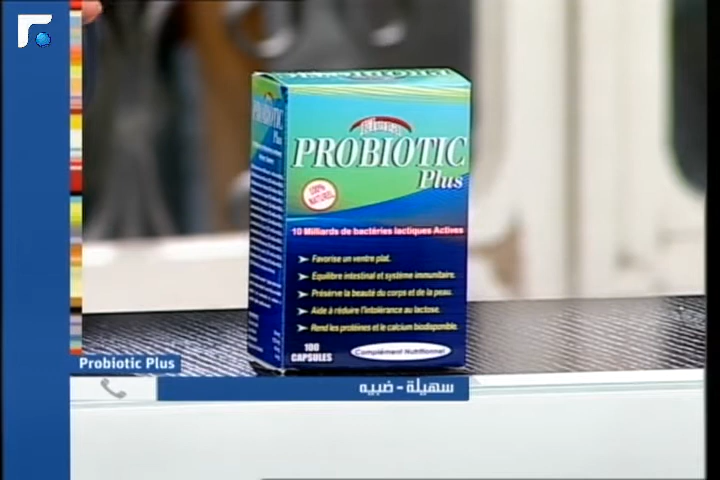 PROBIOTIC
Plus
100%
NATUREL
10 Milliards de bactéries lactiques Actives
Favorise un ventre plat.
Equilibre intestinal et système immunitaire.
Préserve la beauté du corps et de la peau.
Aide à réduire l'intolérance au lactose.
Rend les protéines et le calcium biodisponible.
100
CAPSULES
Complément Nutritionnel
Probiotic Plus
سهيلة - ضبيه